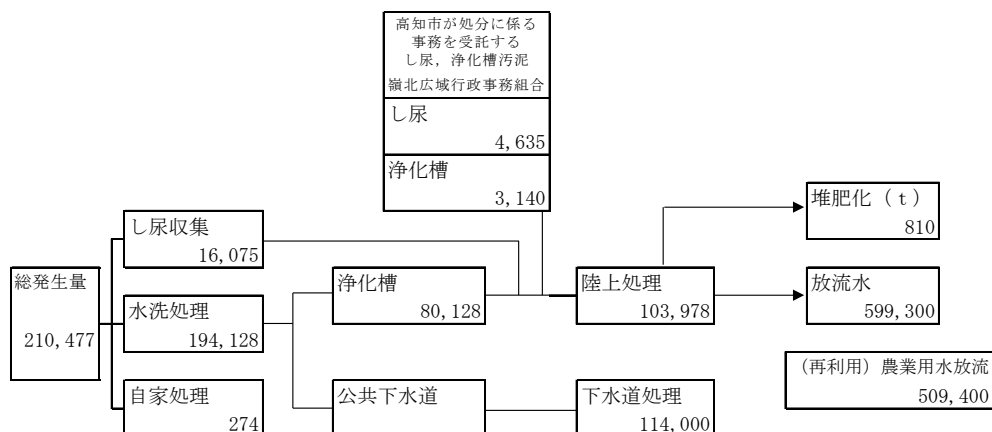 高知市が処分に係る
事務を受託する
し尿，浄化槽汚泥
嶺北広域行政事務組合
し尿
4,635
浄化槽
3,140
総発生量
210,477
し尿収集
16,075
水洗処理
194,128
自家処理
274
浄化槽
80,128
公共下水道
陸上処理
103,978
下水道処理
114,000
堆肥化（ｔ）
810
放流水
599,300
(再利用) 農業用水放流
509,400